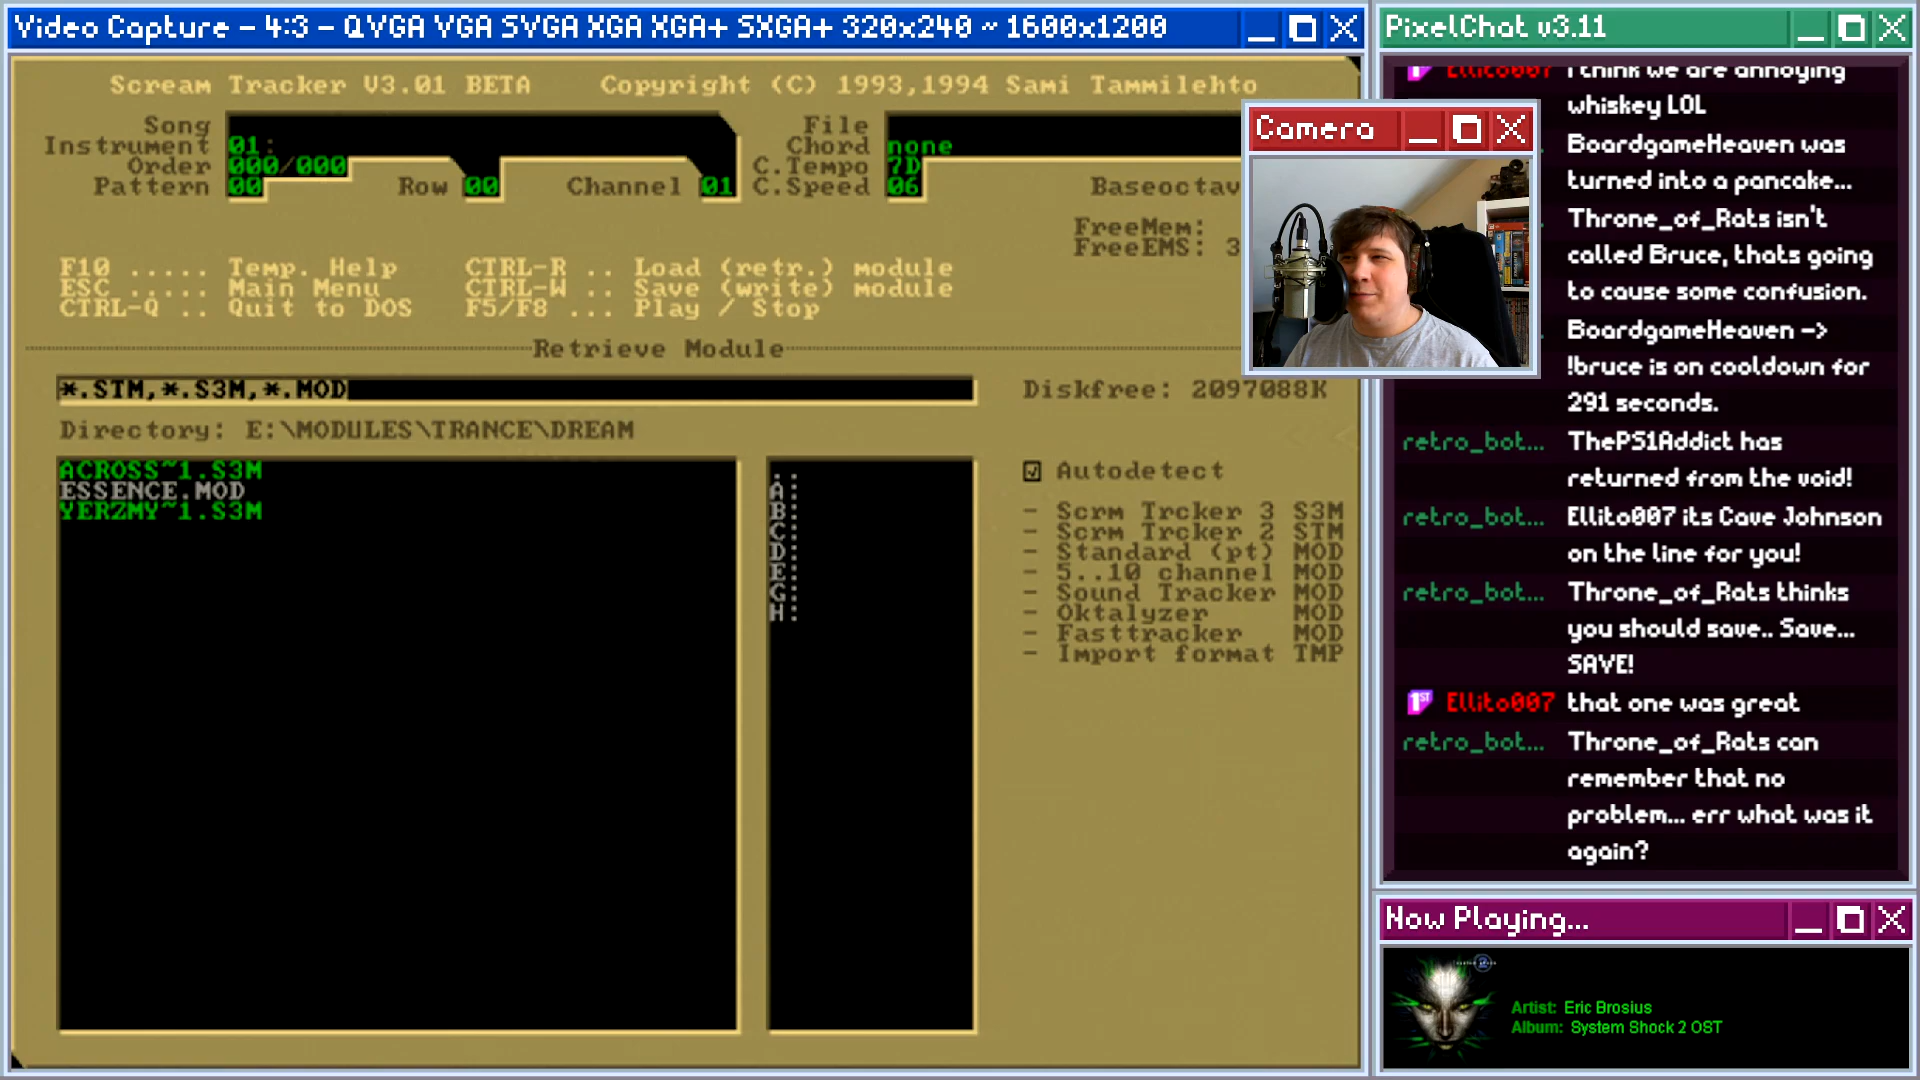 Video Capture - 4:3 - QVGA VGA SVGA XGA XGA+ SXGA+ 320x240 ~ 1600x1200
Scream Tracker V3.01 BETA Copyright (C) 1993,1994 Sami Tammilehto
Song File
Instrument 01: Chord none
Order 000/000 C.Tempo 7D
Pattern 00 Row 00 Channel 01 C.Speed 06 Baseoctav
FreeMem:
FreeEMS: 3
F10 ..... Temp. Help CTRL-R .. Load (retr.) module
ESC ..... Main Menu CTRL-W .. Save (write) module
CTRL-Q .. Quit to DOS F5/F8 ... Play / Stop
Retrieve Module
*.STM,*.S3M,*.MOD Diskfree: 2097088K
Directory: E:\MODULES\TRANCE\DREAM
ACROSS~1.S3M
ESSENCE.MOD
YERZMY~1.S3M
..
A:
B:
C:
D:
E:
G:
H:
Autodetect
- Scrm Trcker 3 S3M
- Scrm Trcker 2 STM
- Standard (pt) MOD
- 5..10 channel MOD
- Sound Tracker MOD
- Oktalyzer MOD
- Fasttracker MOD
- Import format TMP
Camera
PixelChat v3.11
Ellito007 i think we are annoying
whiskey LOL
BoardgameHeaven was
turned into a pancake...
Throne_of_Rats isn't
called Bruce, thats going
to cause some confusion.
BoardgameHeaven ->
!bruce is on cooldown for
291 seconds.
retro_bot... ThePS1Addict has
returned from the void!
retro_bot... Ellito007 its Cave Johnson
on the line for you!
retro_bot... Throne_of_Rats thinks
you should save.. Save...
SAVE!
1ST Ellito007 that one was great
retro_bot... Throne_of_Rats can
remember that no
problem... err what was it
again?
Now Playing...
Artist: Eric Brosius
Album: System Shock 2 OST